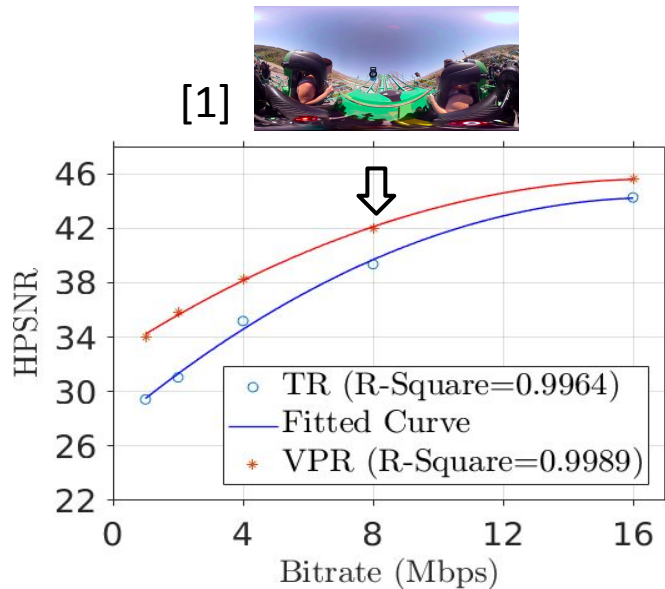 [1]
46
42
38
34
30
26
22
HPSNR
TR (R-Square=0.9964)
Fitted Curve
VPR (R-Square=0.9989)
0 4 8 12 16
Bitrate (Mbps)